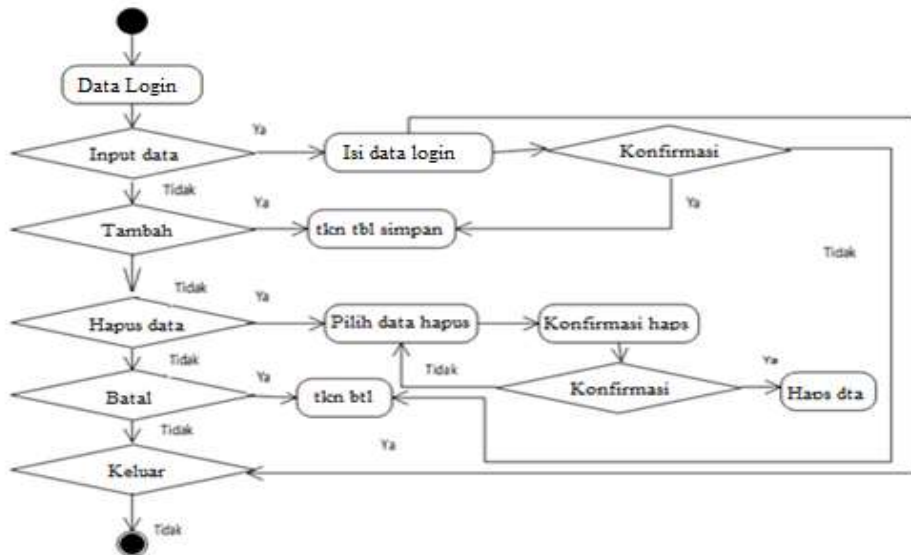 Data Login
Ya
Input data
Isi data login
Konfirmasi
Tidak
Ya
Ya
Tambah
tkn tbl simpan
Tidak
Tidak
Ya
Hapus data
Pilih data hapus
Konfirmasi haps
Tidak
Ya
Tidak
Ya
Konfirmasi
Batal
tkn btl
Haps dta
Tidak
Ya
Keluar
Tidak